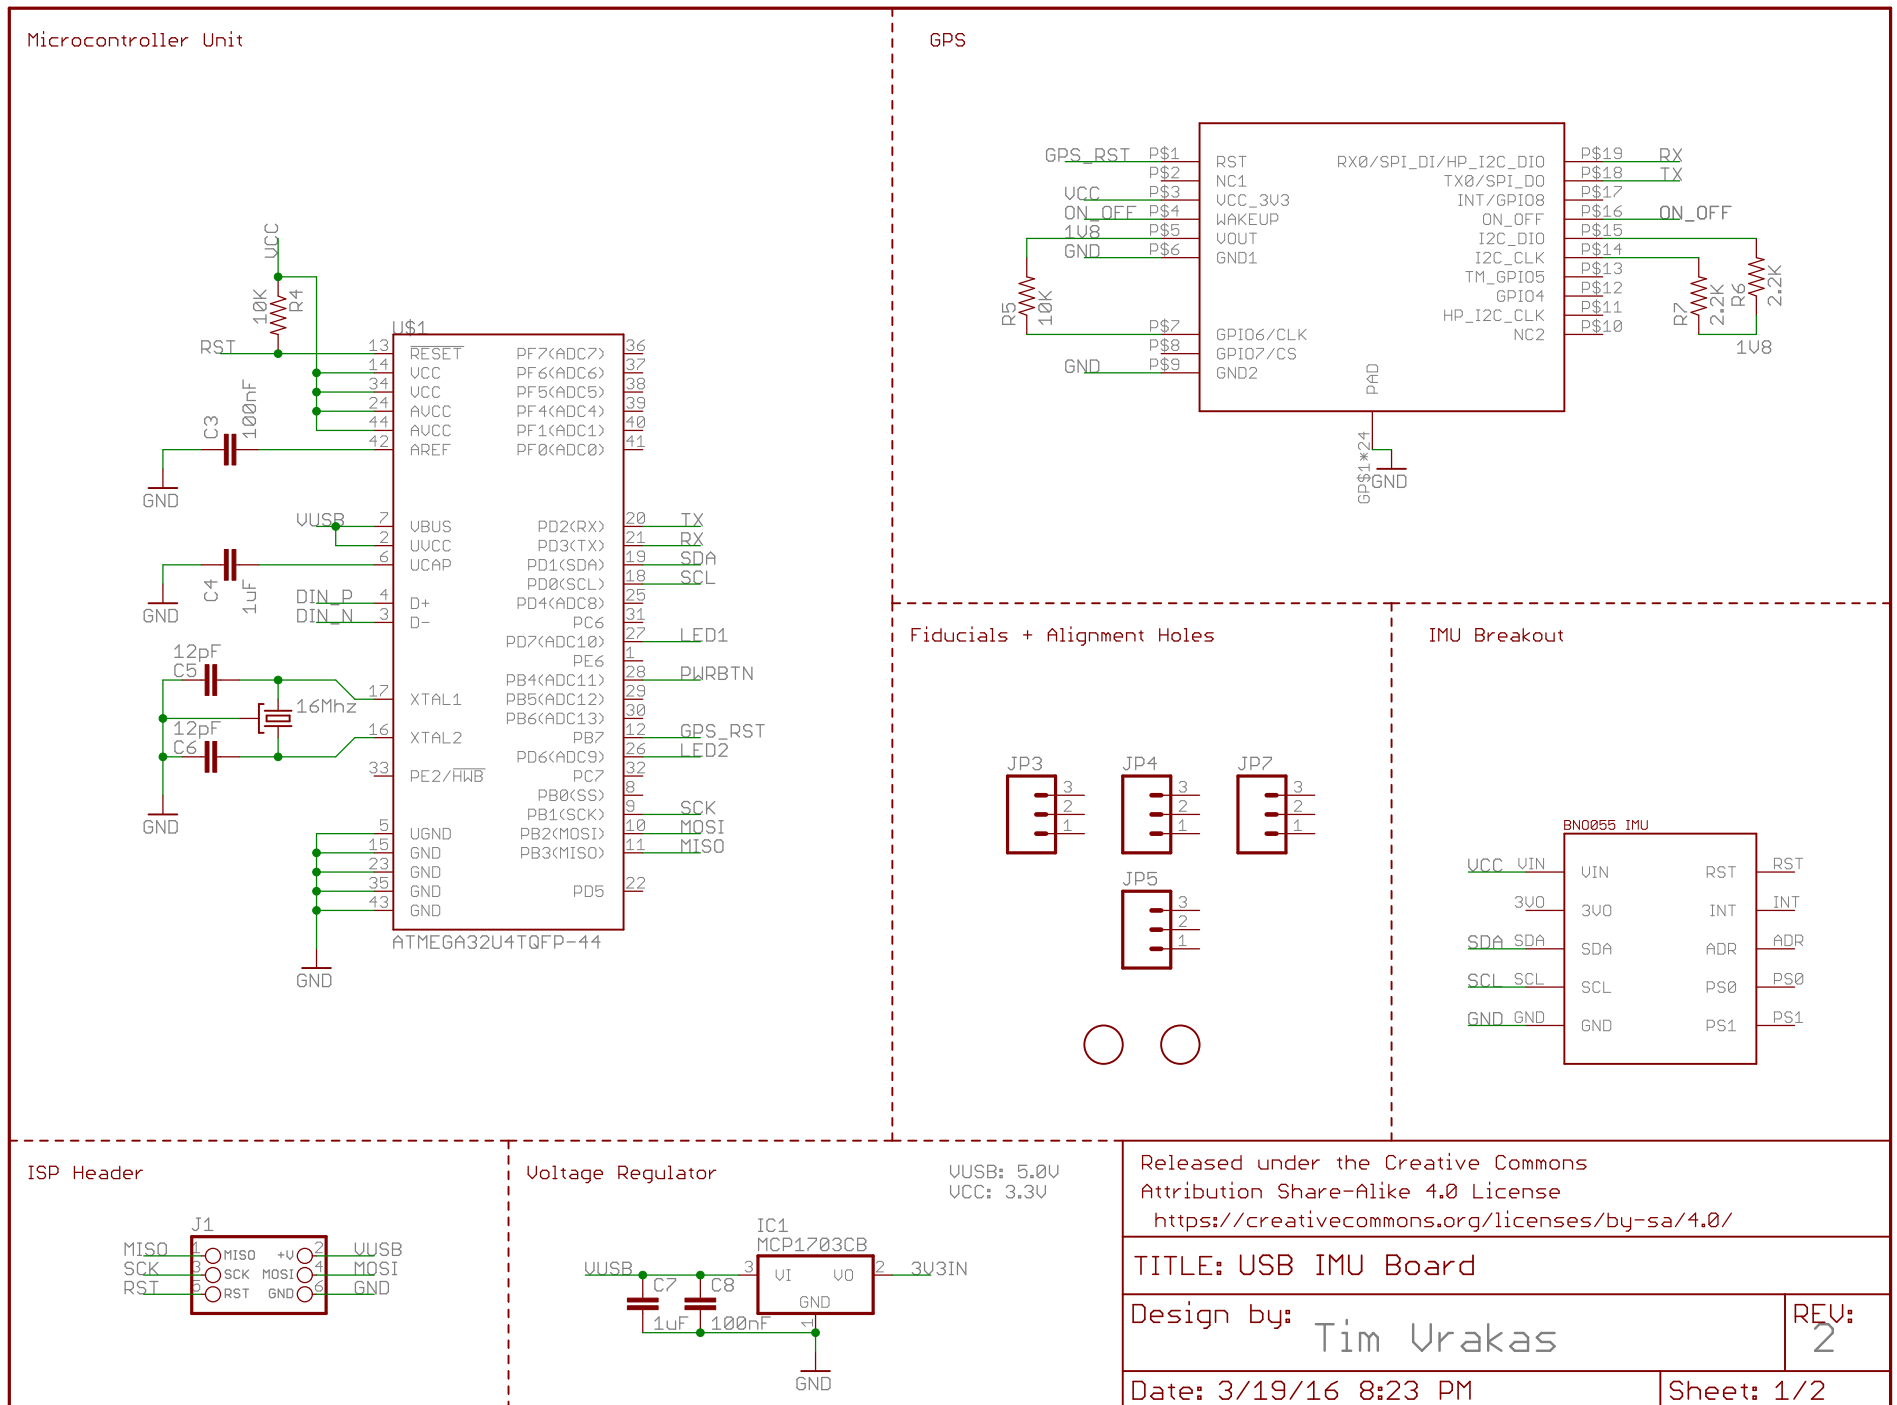 Microcontroller Unit
VCC
10K
R4
RST
C3
100nF
GND
VUSB
C4
1uF
GND
DIN_P
DIN_N
12pF
C5
16Mhz
12pF
C6
GND
GND
U$1
13 RESET PF7(ADC7) 36
14 VCC PF6(ADC6) 37
34 VCC PF5(ADC5) 38
24 AVCC PF4(ADC4) 39
44 AVCC PF1(ADC1) 40
42 AREF PF0(ADC0) 41
7 VBUS PD2(RX) 20 TX
2 UVCC PD3(TX) 21 RX
6 UCAP PD1(SDA) 19 SDA
PD0(SCL) 18 SCL
4 D+ PD4(ADC8) 25
3 D- PC6 31
PD7(ADC10) 27 LED1
PE6 1
PB4(ADC11) 28 PWRBTN
17 XTAL1 PB5(ADC12) 29
PB6(ADC13) 30
16 XTAL2 PB7 12 GPS_RST
PD6(ADC9) 26 LED2
33 PE2/HWB PC7 32
PB0(SS) 8
PB1(SCK) 9 SCK
5 UGND PB2(MOSI) 10 MOSI
15 GND PB3(MISO) 11 MISO
23 GND
35 GND PD5 22
43 GND
ATMEGA32U4TQFP-44
GPS
GPS_RST P$1 RST RX0/SPI_DI/HP_I2C_DIO P$19 RX
P$2 NC1 TX0/SPI_DO P$18 TX
VCC P$3 VCC_3V3 INT/GPIO8 P$17
ON_OFF P$4 WAKEUP ON_OFF P$16 ON_OFF
1V8 P$5 VOUT I2C_DIO P$15
GND P$6 GND1 I2C_CLK P$14
TM_GPIO5 P$13
GPIO4 P$12
HP_I2C_CLK P$11
P$7 GPIO6/CLK NC2 P$10
P$8 GPIO7/CS
GND P$9 GND2
R5
10K
R7
2.2K
R6
2.2K
1V8
PAD
GP$1*24
GND
Fiducials + Alignment Holes
JP3
3
2
1
JP4
3
2
1
JP7
3
2
1
JP5
3
2
1
IMU Breakout
BNO055 IMU
VCC VIN VIN RST RST
3VO 3VO INT INT
SDA SDA SDA ADR ADR
SCL SCL SCL PS0 PS0
GND GND GND PS1 PS1
ISP Header
J1
MISO 1 MISO +V 2 VUSB
SCK 3 SCK MOSI 4 MOSI
RST 5 RST GND 6 GND
Voltage Regulator
VUSB: 5.0V
VCC: 3.3V
IC1
MCP1703CB
VUSB 3 VI VO 2 3V3IN
GND
1
C7
1uF
C8
100nF
GND
Released under the Creative Commons
Attribution Share-Alike 4.0 License
https://creativecommons.org/licenses/by-sa/4.0/
TITLE: USB IMU Board
Design by: Tim Vrakas
REV: 2
Date: 3/19/16 8:23 PM
Sheet: 1/2